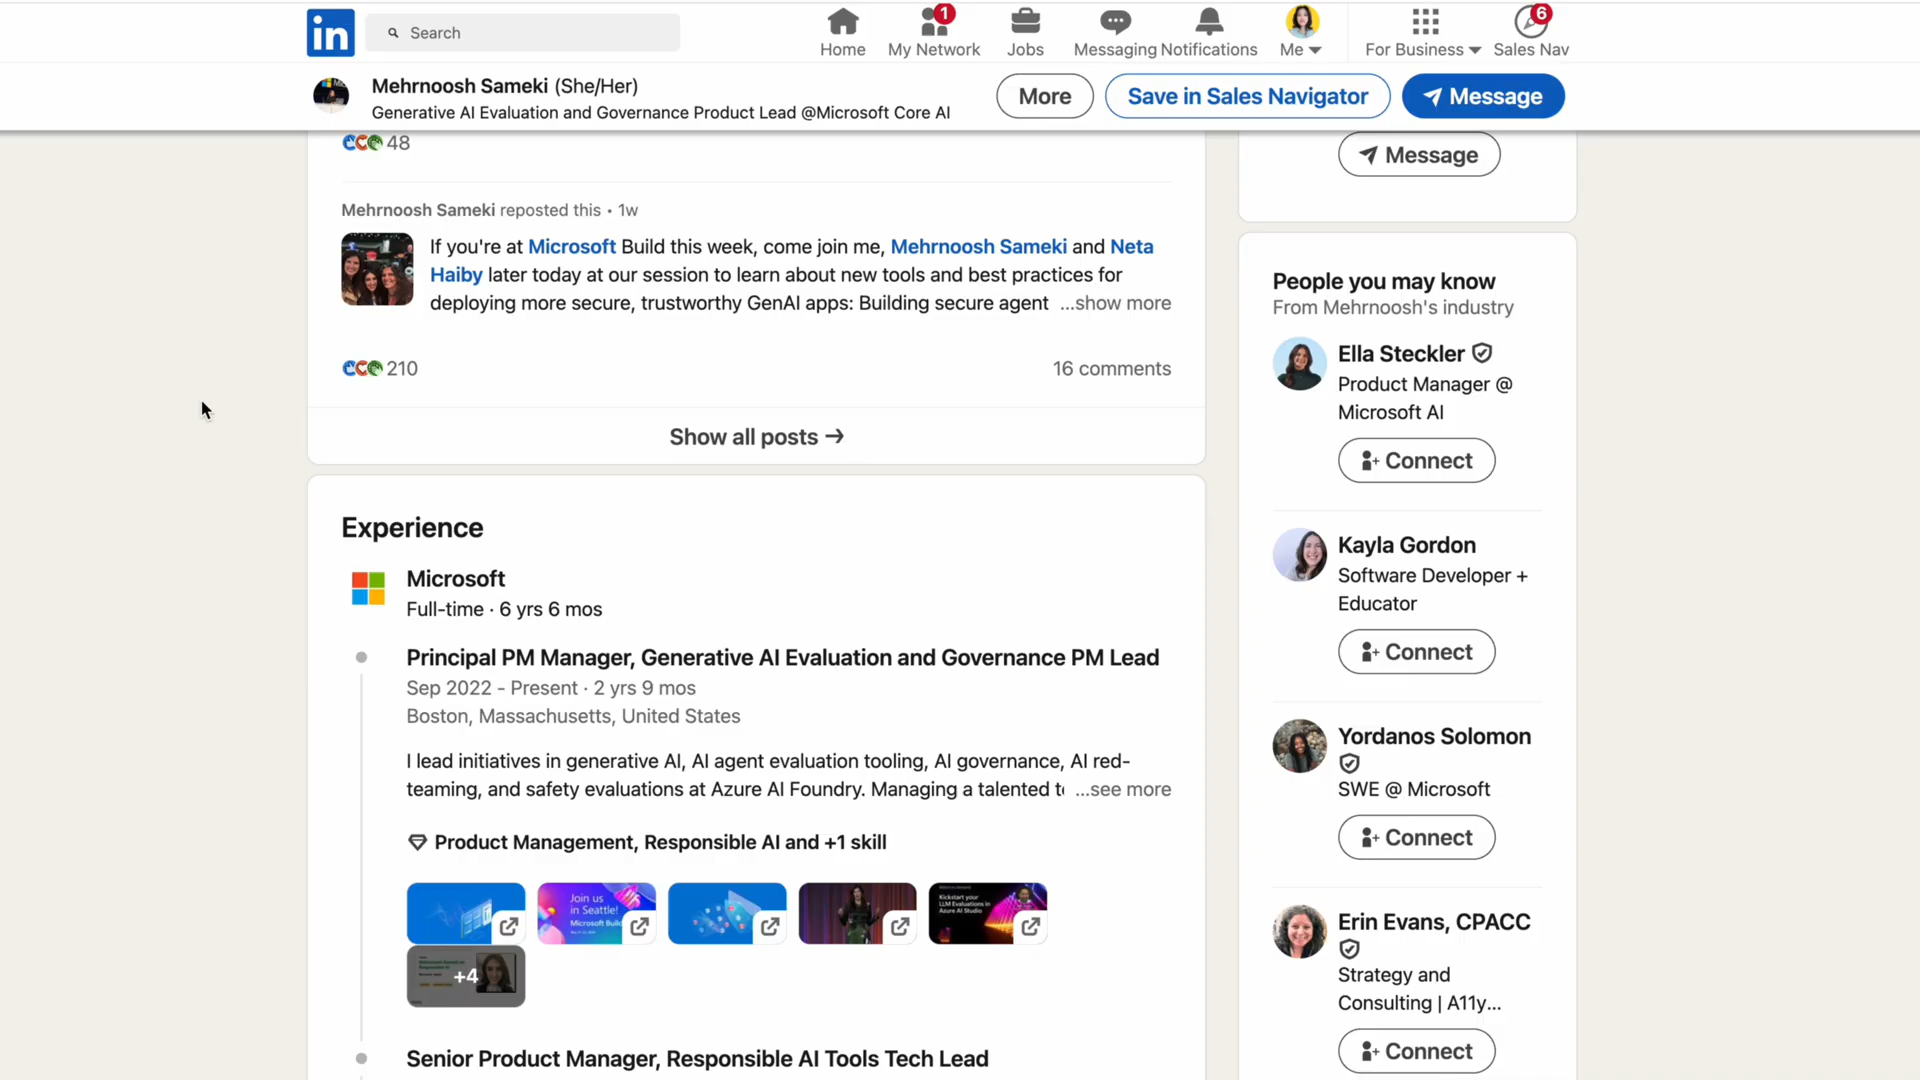 in
Search
Home
1
My Network
Jobs
Messaging
Notifications
Me
For Business
6
Sales Nav
Mehrnoosh Sameki (She/Her)
Generative AI Evaluation and Governance Product Lead @Microsoft Core AI
More
Save in Sales Navigator
Message
48
Message
Mehrnoosh Sameki reposted this • 1w
If you're at Microsoft Build this week, come join me, Mehrnoosh Sameki and Neta
Haiby later today at our session to learn about new tools and best practices for
deploying more secure, trustworthy GenAI apps: Building secure agent ...show more
210
16 comments
Show all posts →
Experience
Microsoft
Full-time · 6 yrs 6 mos
Principal PM Manager, Generative AI Evaluation and Governance PM Lead
Sep 2022 - Present · 2 yrs 9 mos
Boston, Massachusetts, United States
I lead initiatives in generative AI, AI agent evaluation tooling, AI governance, AI red-
teaming, and safety evaluations at Azure AI Foundry. Managing a talented ...see more
Product Management, Responsible AI and +1 skill
Join us
in Seattle!
Microsoft Build
Kickstart your
LLM Evaluations in
Azure AI Studio
+4
Senior Product Manager, Responsible AI Tools Tech Lead
People you may know
From Mehrnoosh's industry
Ella Steckler
Product Manager @
Microsoft AI
Connect
Kayla Gordon
Software Developer +
Educator
Connect
Yordanos Solomon
SWE @ Microsoft
Connect
Erin Evans, CPACC
Strategy and
Consulting | A11y...
Connect